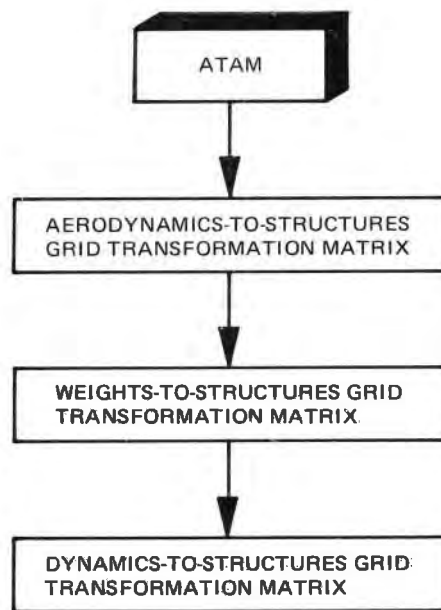 ATAM
AERODYNAMICS-TO-STRUCTURES
GRID TRANSFORMATION MATRIX
WEIGHTS-TO-STRUCTURES GRID
TRANSFORMATION MATRIX
DYNAMICS-TO-STRUCTURES GRID
TRANSFORMATION MATRIX